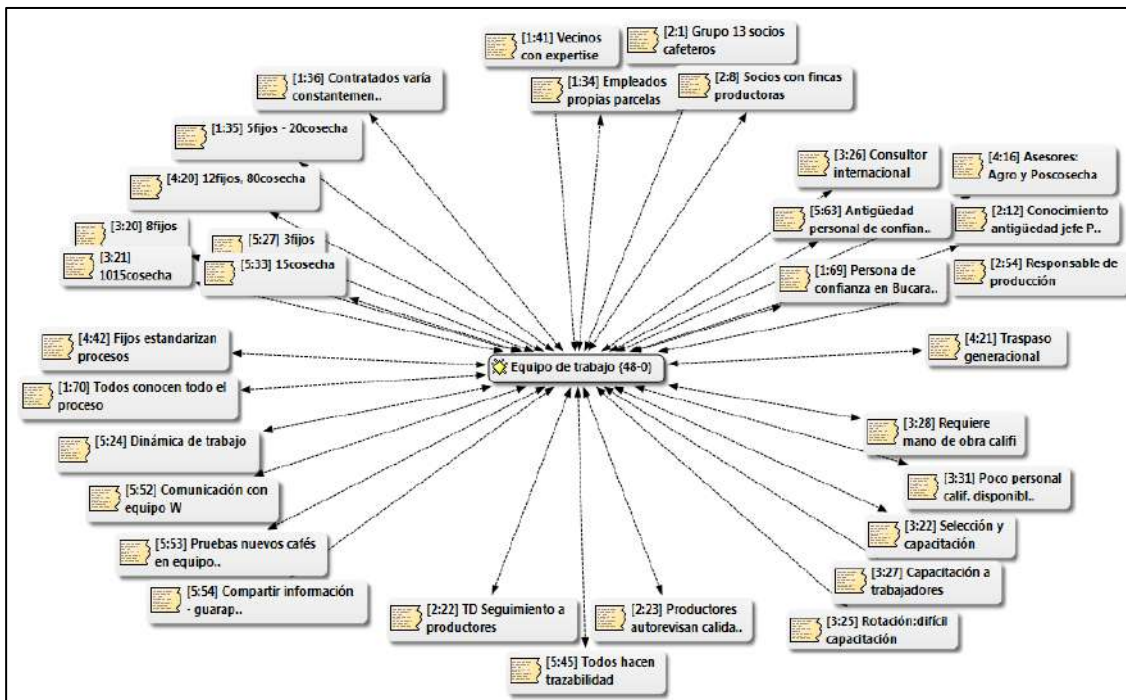 [1:41] Vecinos
con expertise
[2:1] Grupo 13 socios
cafeteros
[1:36] Contratados varía
constantemen..
[1:34] Empleados
propias parcelas
[2:8] Socios con fincas
productoras
[1:35] 5fijos - 20cosecha
[4:20] 12fijos, 80cosecha
[3:26] Consultor
internacional
[4:16] Asesores:
Agro y Poscosecha
[3:20] 8fijos
[3:21]
1015cosecha
[5:27] 3fijos
[5:33] 15cosecha
[5:63] Antigüedad
personal de confian..
[2:12] Conocimiento
antigüedad jefe P..
[1:69] Persona de
confianza en Bucara..
[2:54] Responsable de
producción
[4:42] Fijos estandarizan
procesos
[4:21] Traspaso
generacional
Equipo de trabajo {48-0}
[1:70] Todos conocen todo el
proceso
[3:28] Requiere
mano de obra califi
[5:24] Dinámica de trabajo
[3:31] Poco personal
calif. disponibl..
[5:52] Comunicación con
equipo W
[3:22] Selección y
capacitación
[5:53] Pruebas nuevos cafés
en equipo..
[3:27] Capacitación a
trabajadores
[5:54] Compartir información
- guarap..
[2:22] TD Seguimiento a
productores
[2:23] Productores
autorevisan calida..
[3:25] Rotación:difícil
capacitación
[5:45] Todos hacen
trazabilidad